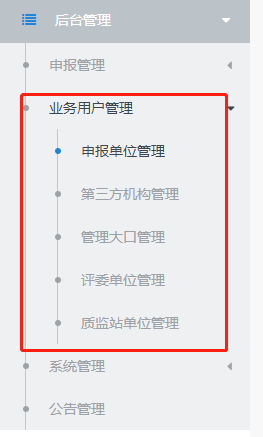 后台管理
申报管理
业务用户管理
申报单位管理
第三方机构管理
管理大口管理
评委单位管理
质监站单位管理
系统管理
公告管理